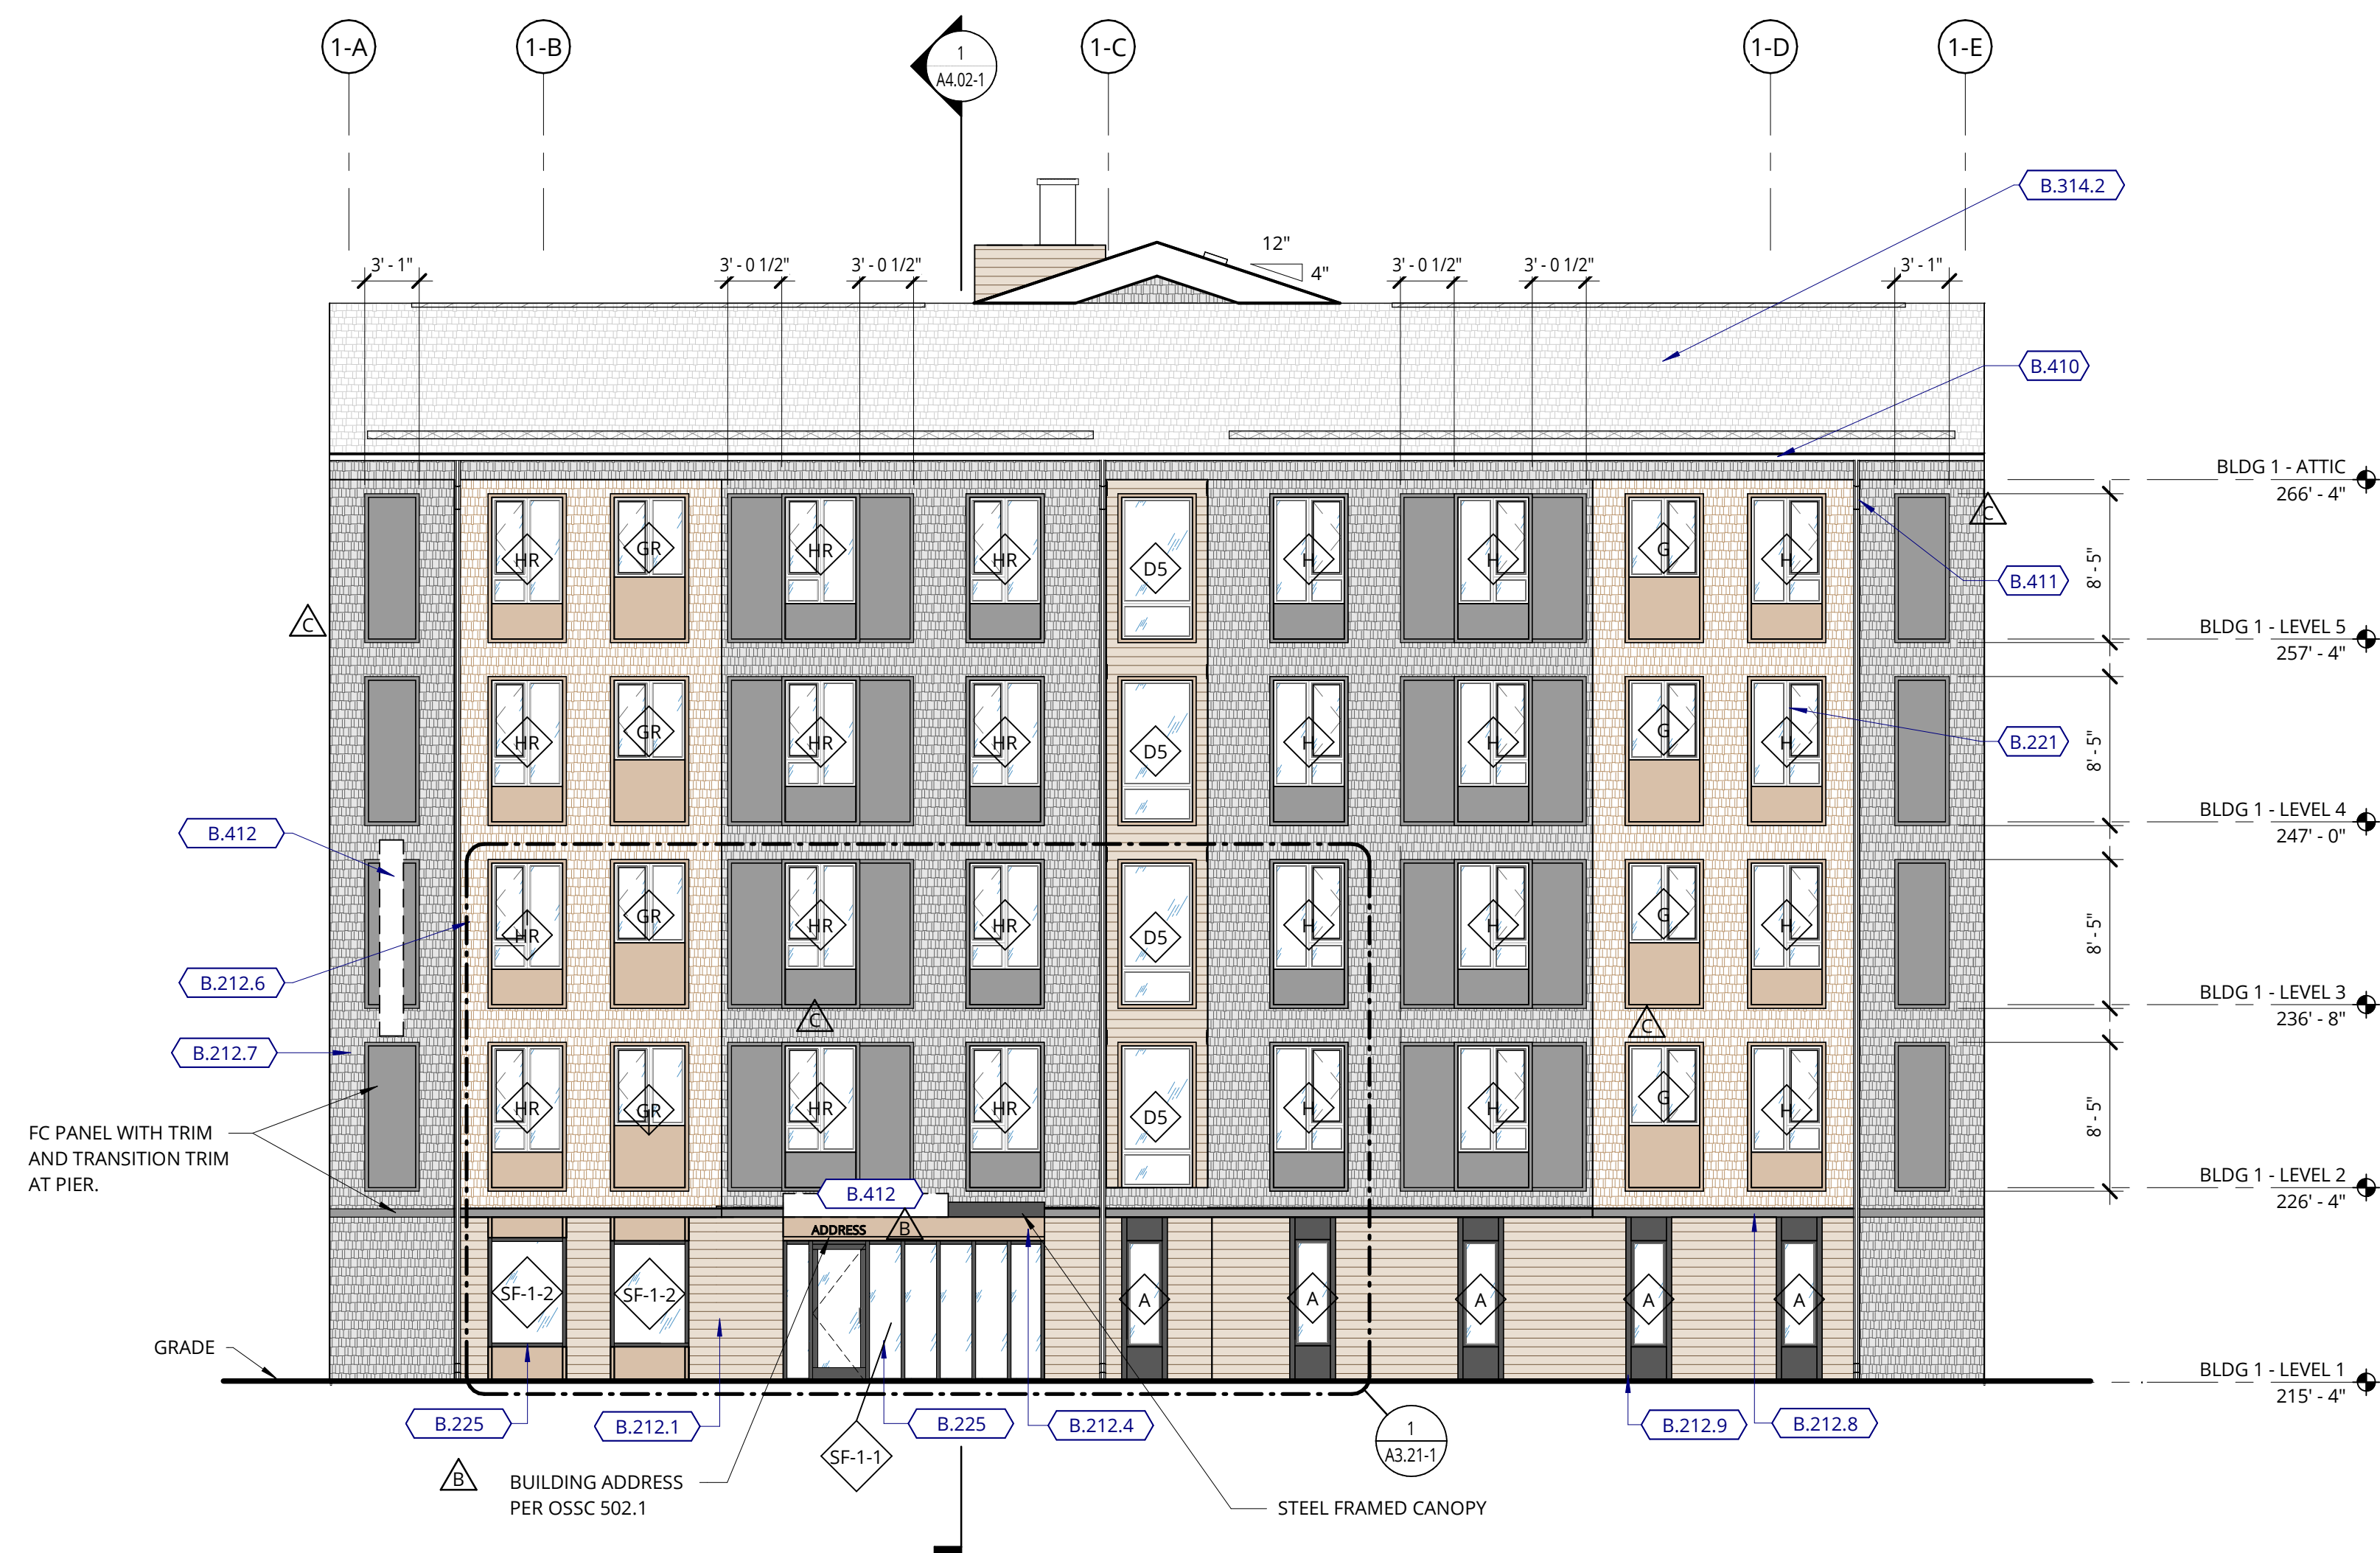 1-A
1-B
1
A4.02-1
1-C
1-D
1-E
B.314.2
12"
4"
3' - 1"
3' - 0 1/2"
3' - 0 1/2"
3' - 0 1/2"
3' - 0 1/2"
3' - 1"
B.410
BLDG 1 - ATTIC
266' - 4"
C
HR
GR
HR
HR
D5
H
H
G
H
8' - 5"
B.411
C
BLDG 1 - LEVEL 5
257' - 4"
HR
GR
HR
HR
D5
H
H
G
H
B.221
8' - 5"
BLDG 1 - LEVEL 4
247' - 0"
B.412
HR
GR
HR
HR
D5
H
H
G
H
8' - 5"
B.212.6
BLDG 1 - LEVEL 3
236' - 8"
C
C
B.212.7
HR
GR
HR
HR
D5
H
H
G
H
8' - 5"
FC PANEL WITH TRIM
AND TRANSITION TRIM
AT PIER.
BLDG 1 - LEVEL 2
226' - 4"
B.412
ADDRESS
B
SF-1-2
SF-1-2
A
A
A
A
A
GRADE
BLDG 1 - LEVEL 1
215' - 4"
B.225
B.212.1
B.225
B.212.4
B.212.9
B.212.8
1
A3.21-1
SF-1-1
B
BUILDING ADDRESS
PER OSSC 502.1
STEEL FRAMED CANOPY